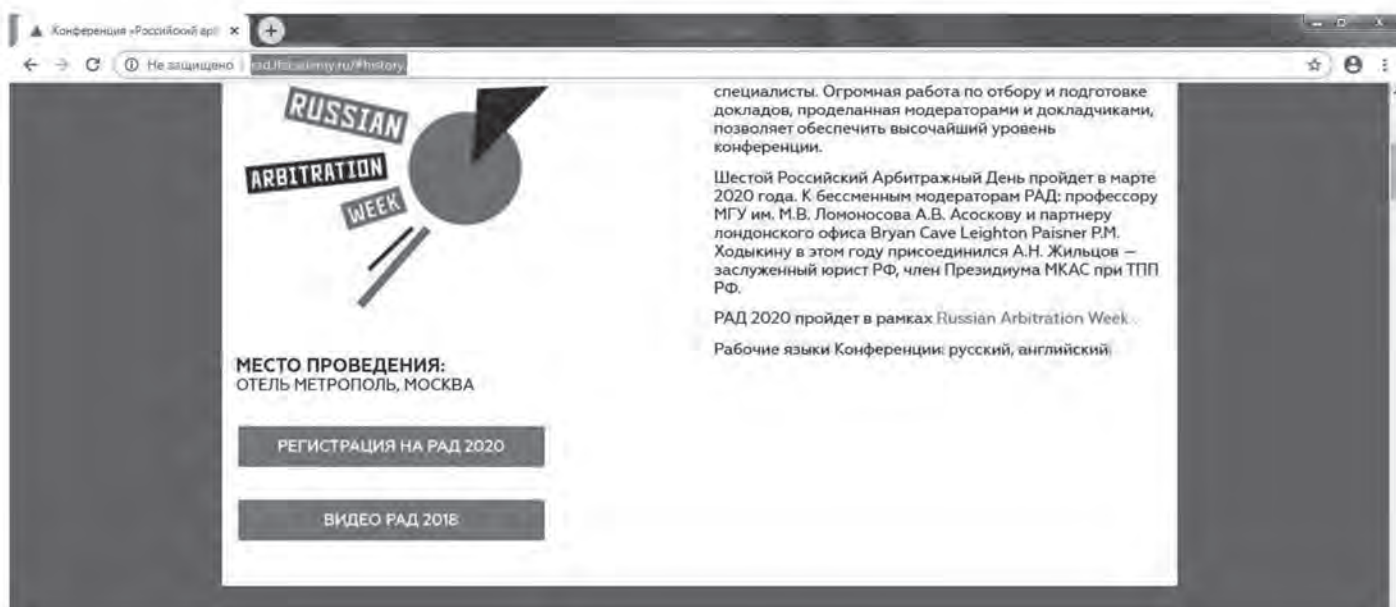 Конференция «Российский арб
Не защищено
специалисты. Огромная работа по отбору и подготовке
докладов, проделанная модераторами и докладчиками,
позволяет обеспечить высочайший уровень
конференции.
Шестой Российский Арбитражный День пройдет в марте
2020 года. К бессменным модераторам РАД: профессору
МГУ им. М.В. Ломоносова А.В. Асоскову и партнеру
лондонского офиса Bryan Cave Leighton Paisner Р.М.
Ходыкину в этом году присоединился А.Н. Жильцов —
заслуженный юрист РФ, член Президиума МКАС при ТПП
РФ.
РАД 2020 пройдет в рамках Russian Arbitration Week .
Рабочие языки Конференции: русский, английский
RUSSIAN
ARBITRATION
WEEK
МЕСТО ПРОВЕДЕНИЯ:
ОТЕЛЬ МЕТРОПОЛЬ, МОСКВА
РЕГИСТРАЦИЯ НА РАД 2020
ВИДЕО РАД 2018